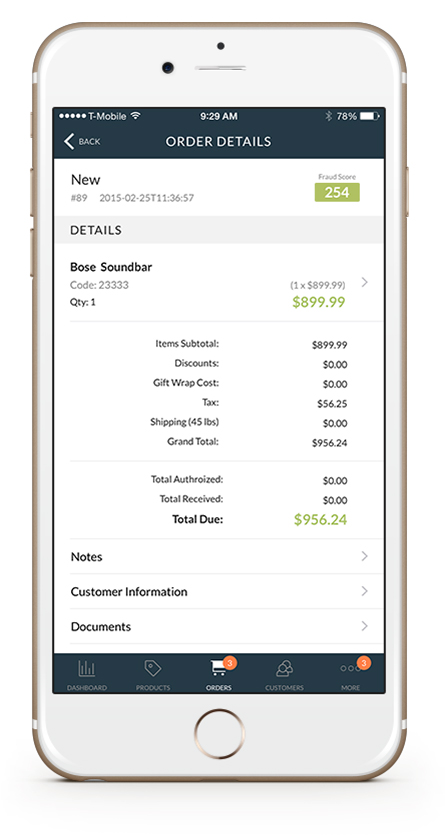 T-Mobile 9:29 AM 78%
BACK ORDER DETAILS
New
Fraud Score
254
#89 2015-02-25T11:36:57
DETAILS
Bose Soundbar
Code: 23333
(1 x $899.99)
Qty: 1
$899.99
Items Subtotal: $899.99
Discounts: $0.00
Gift Wrap Cost: $0.00
Tax: $56.25
Shipping (45 lbs) $0.00
Grand Total: $956.24
Total Authroized: $0.00
Total Received: $0.00
Total Due: $956.24
Notes
Customer Information
Documents
3 3
DASHBOARD PRODUCTS ORDERS CUSTOMERS MORE